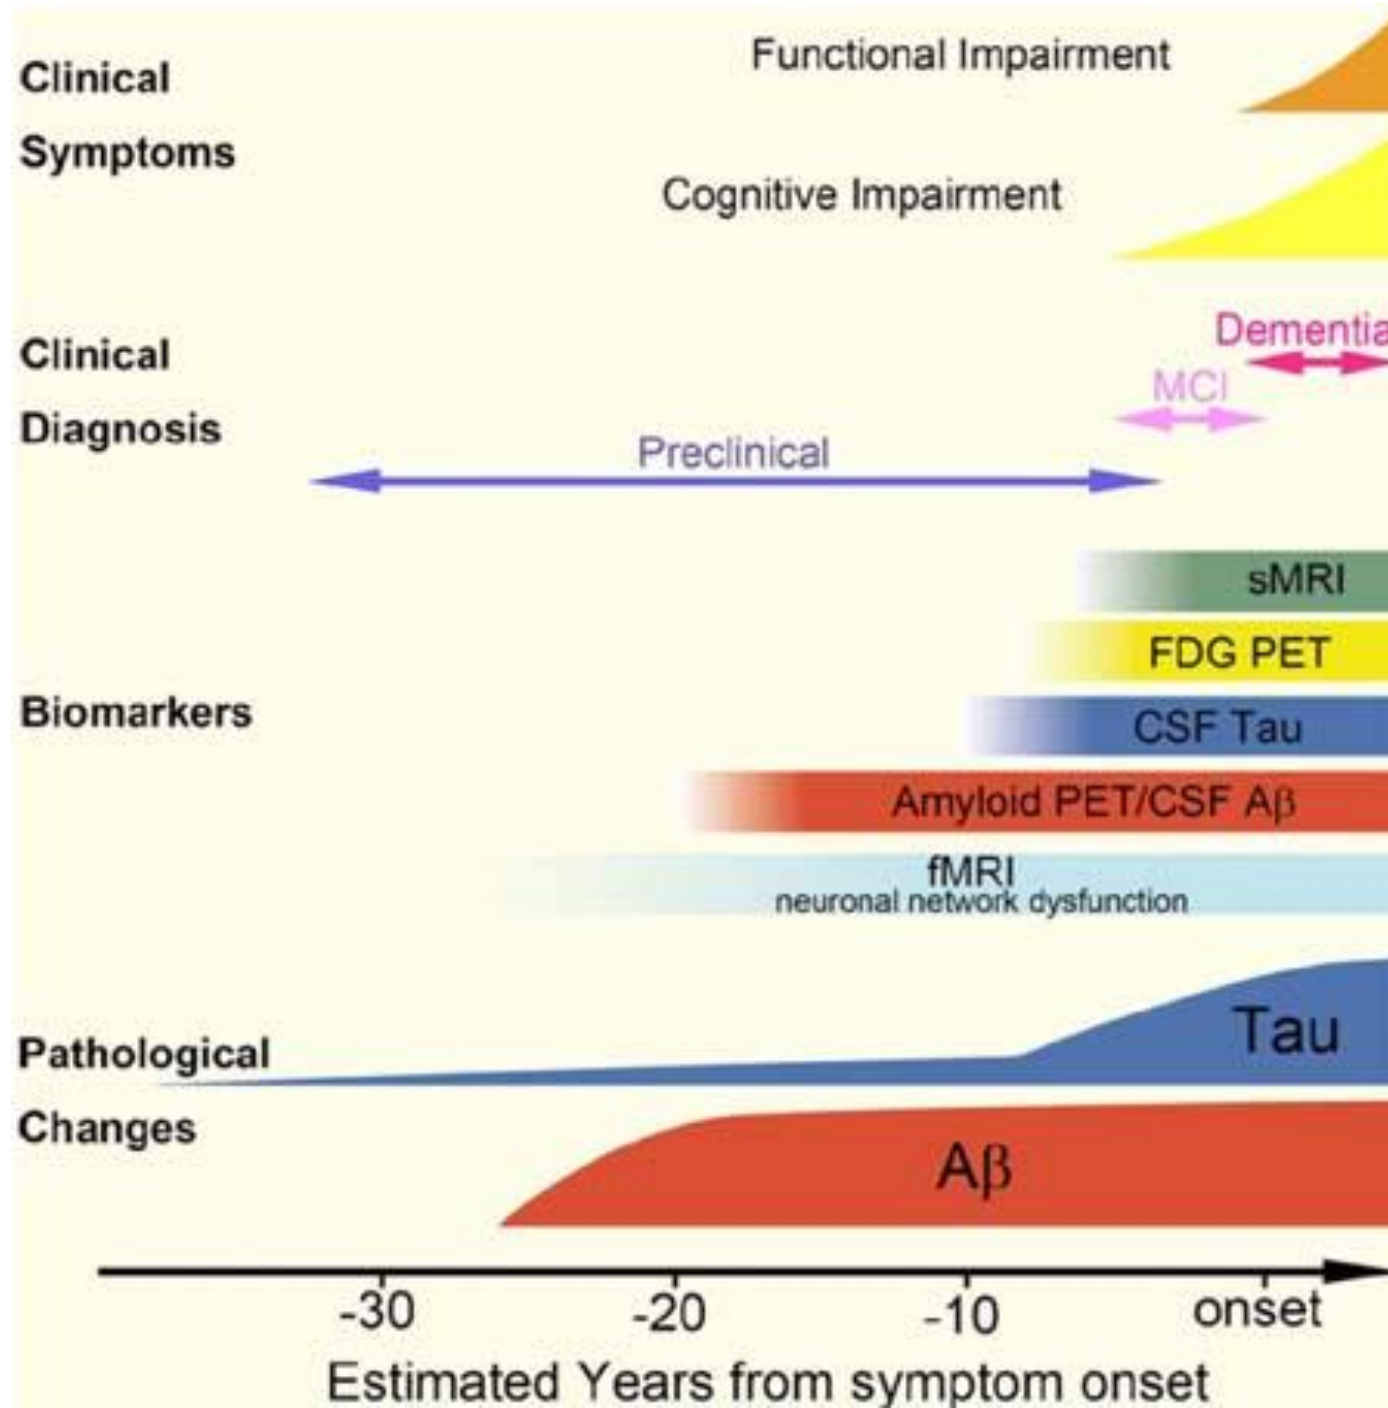 Functional Impairment
Clinical
Symptoms
Cognitive Impairment
Dementia
Clinical
MCI
Diagnosis
Preclinical
sMRI
FDG PET
Biomarkers
CSF Tau
Amyloid PET/CSF Aβ
fMRI
neuronal network dysfunction
Tau
Pathological
Changes
Aβ
-30 -20 -10 onset
Estimated Years from symptom onset